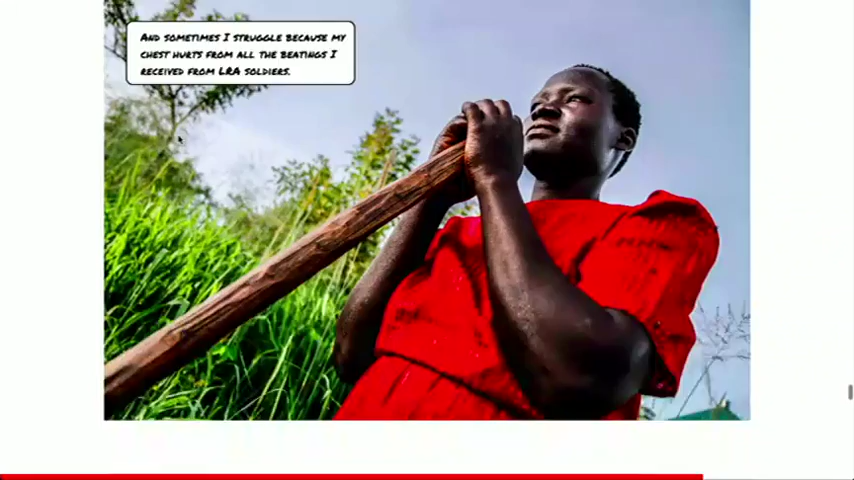 AND SOMETIMES I STRUGGLE BECAUSE MY
CHEST HURTS FROM ALL THE BEATINGS I
RECEIVED FROM LRA SOLDIERS.